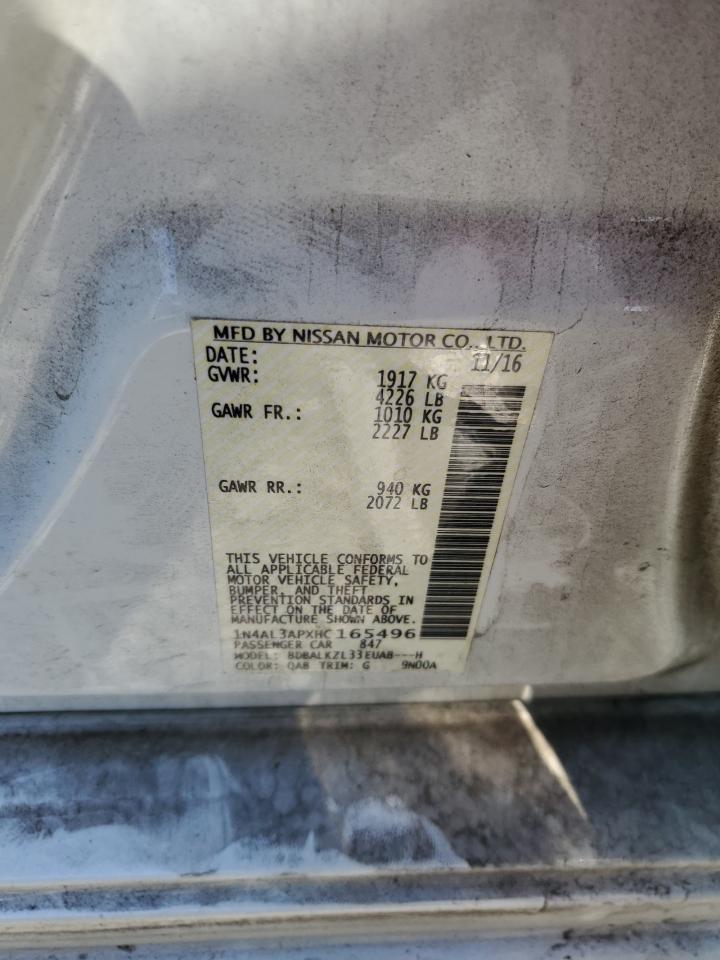 MFD BY NISSAN MOTOR CO., LTD.
DATE: 11/16
GVWR: 1917 KG
4226 LB
GAWR FR.: 1010 KG
2227 LB
GAWR RR.: 940 KG
2072 LB
THIS VEHICLE CONFORMS TO
ALL APPLICABLE FEDERAL
MOTOR VEHICLE SAFETY,
BUMPER, AND THEFT
PREVENTION STANDARDS IN
EFFECT ON THE DATE OF
MANUFACTURE SHOWN ABOVE.
1N4AL3APXHC165496
PASSENGER CAR 847
MODEL: BDBALKZL33EUAB---H
COLOR: QAB TRIM: G 9N00A